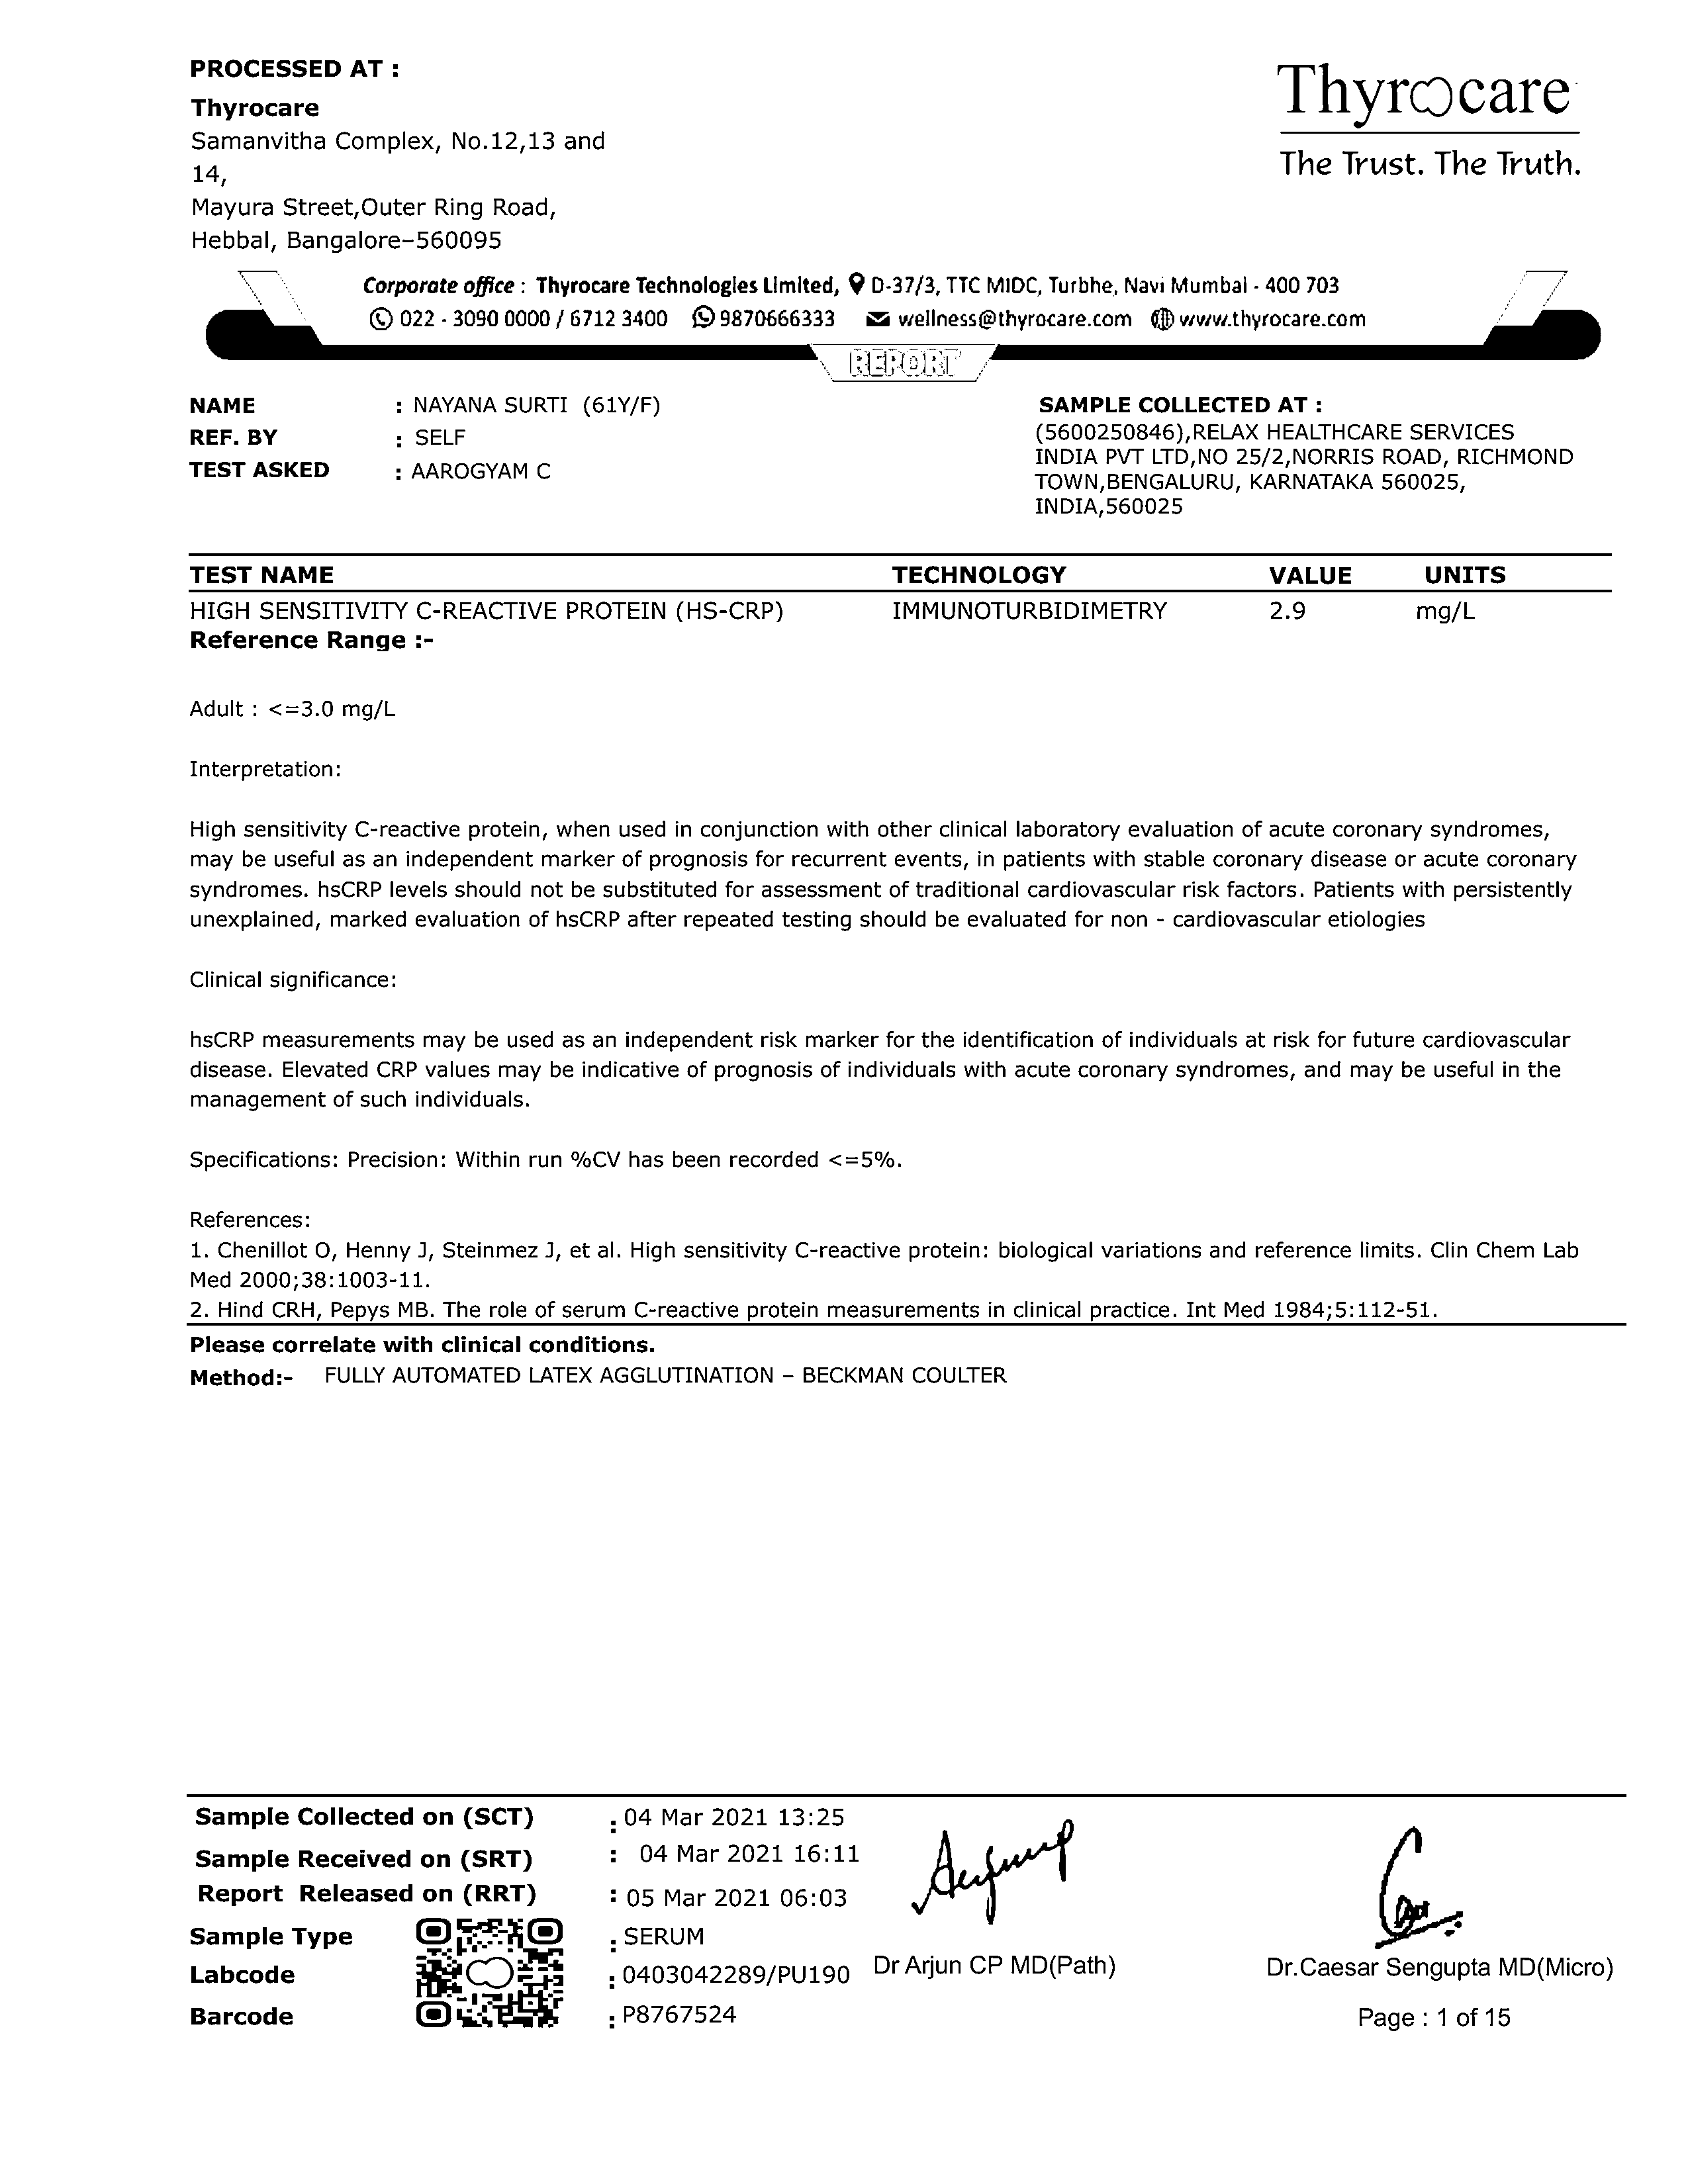 PROCESSED AT :
Thyrocare
Samanvitha Complex, No.12,13 and
14,
Mayura Street,Outer Ring Road,
Hebbal, Bangalore-560095
Thyrocare
The Trust. The Truth.
Corporate office : Thyrocare Technologies Limited, D-37/3, TTC MIDC, Turbhe, Navi Mumbai - 400 703
022 - 3090 0000 / 6712 3400 9870666333 wellness@thyrocare.com www.thyrocare.com
REPORT
NAME : NAYANA SURTI (61Y/F)
REF. BY : SELF
TEST ASKED : AAROGYAM C
SAMPLE COLLECTED AT :
(5600250846),RELAX HEALTHCARE SERVICES
INDIA PVT LTD,NO 25/2,NORRIS ROAD, RICHMOND
TOWN,BENGALURU, KARNATAKA 560025,
INDIA,560025
TEST NAME TECHNOLOGY VALUE UNITS
HIGH SENSITIVITY C-REACTIVE PROTEIN (HS-CRP) IMMUNOTURBIDIMETRY 2.9 mg/L
Reference Range :-
Adult : <=3.0 mg/L
Interpretation:
High sensitivity C-reactive protein, when used in conjunction with other clinical laboratory evaluation of acute coronary syndromes,
may be useful as an independent marker of prognosis for recurrent events, in patients with stable coronary disease or acute coronary
syndromes. hsCRP levels should not be substituted for assessment of traditional cardiovascular risk factors. Patients with persistently
unexplained, marked evaluation of hsCRP after repeated testing should be evaluated for non - cardiovascular etiologies
Clinical significance:
hsCRP measurements may be used as an independent risk marker for the identification of individuals at risk for future cardiovascular
disease. Elevated CRP values may be indicative of prognosis of individuals with acute coronary syndromes, and may be useful in the
management of such individuals.
Specifications: Precision: Within run %CV has been recorded <=5%.
References:
1. Chenillot O, Henny J, Steinmez J, et al. High sensitivity C-reactive protein: biological variations and reference limits. Clin Chem Lab
Med 2000;38:1003-11.
2. Hind CRH, Pepys MB. The role of serum C-reactive protein measurements in clinical practice. Int Med 1984;5:112-51.
Please correlate with clinical conditions.
Method:- FULLY AUTOMATED LATEX AGGLUTINATION – BECKMAN COULTER
Sample Collected on (SCT) : 04 Mar 2021 13:25
Sample Received on (SRT) : 04 Mar 2021 16:11
Report Released on (RRT) : 05 Mar 2021 06:03
Sample Type : SERUM
Labcode : 0403042289/PU190
Barcode : P8767524
Dr Arjun CP MD(Path)
Dr.Caesar Sengupta MD(Micro)
Page : 1 of 15